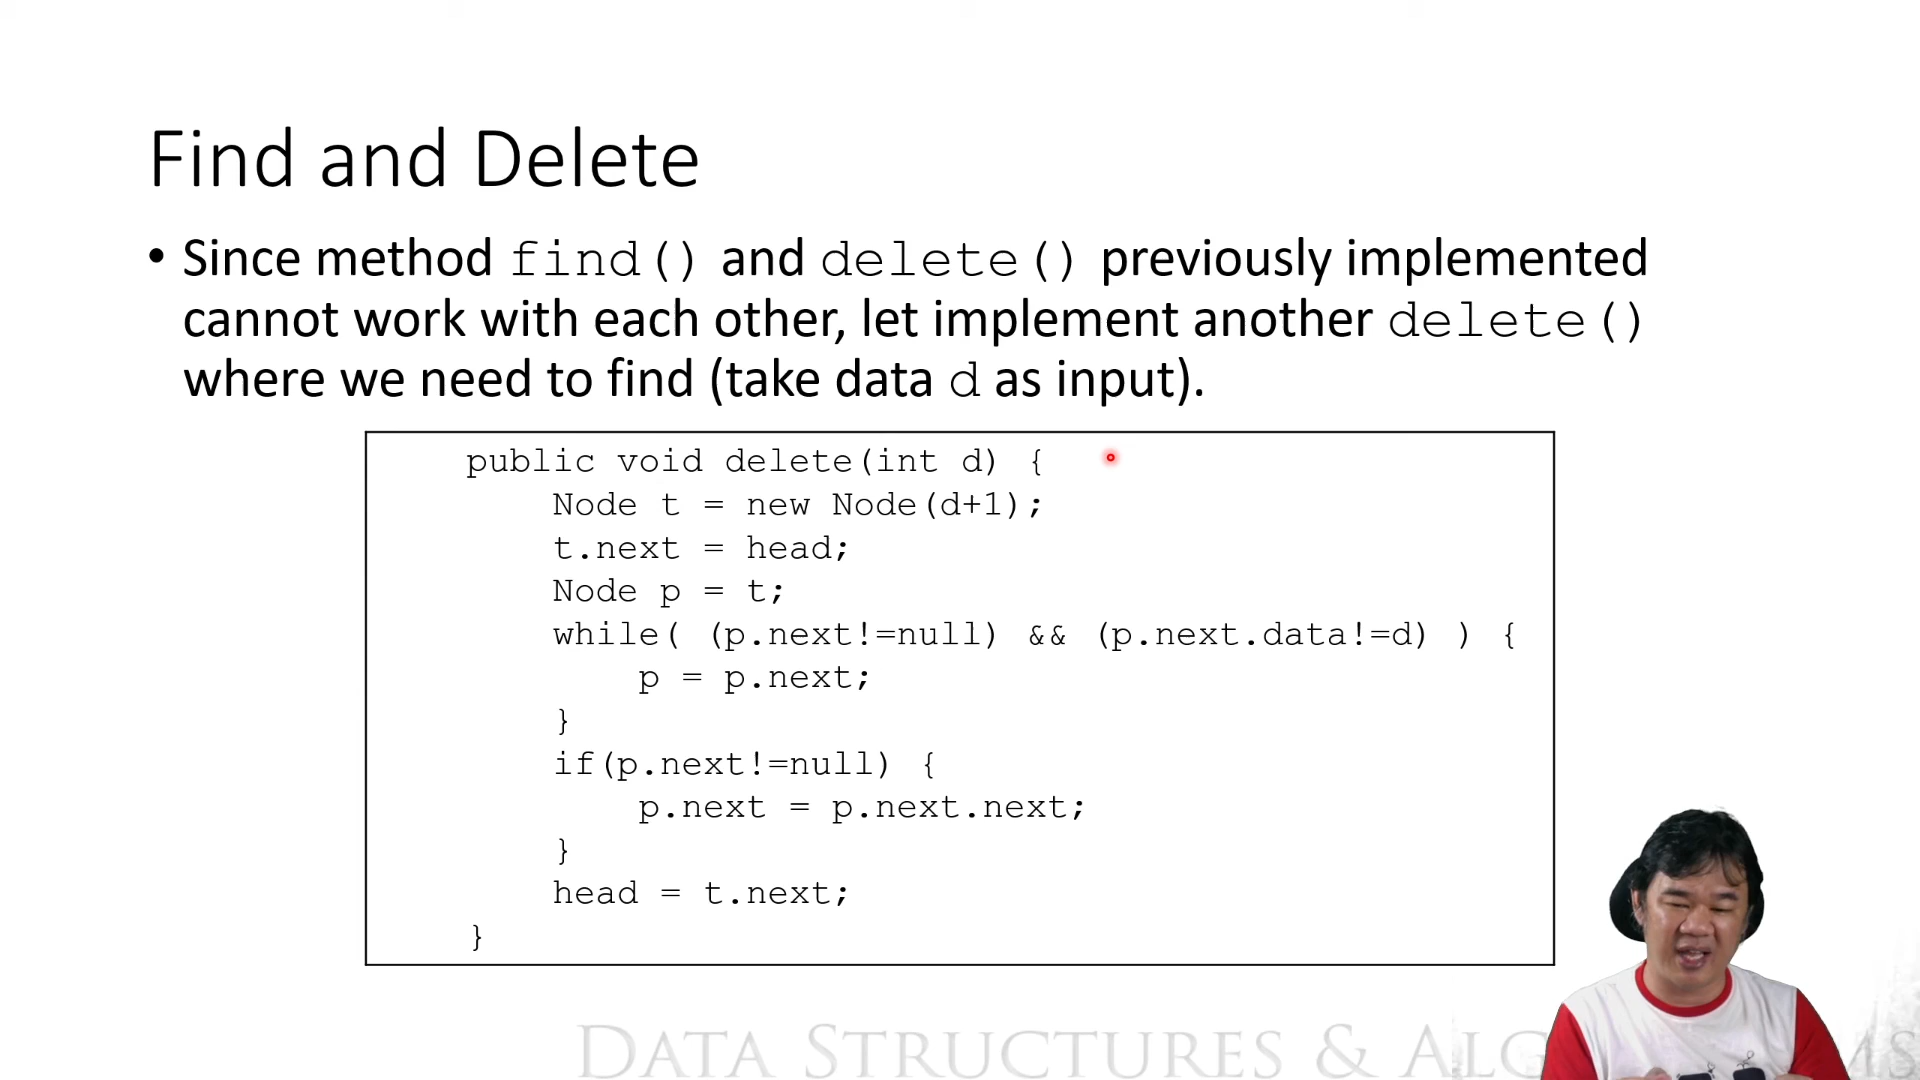 Find and Delete
• Since method find() and delete() previously implemented
cannot work with each other, let implement another delete()
where we need to find (take data d as input).
public void delete(int d) {
Node t = new Node(d+1);
t.next = head;
Node p = t;
while( (p.next!=null) && (p.next.data!=d) ) {
p = p.next;
}
if(p.next!=null) {
p.next = p.next.next;
}
head = t.next;
}
DATA STRUCTURES & ALG MS